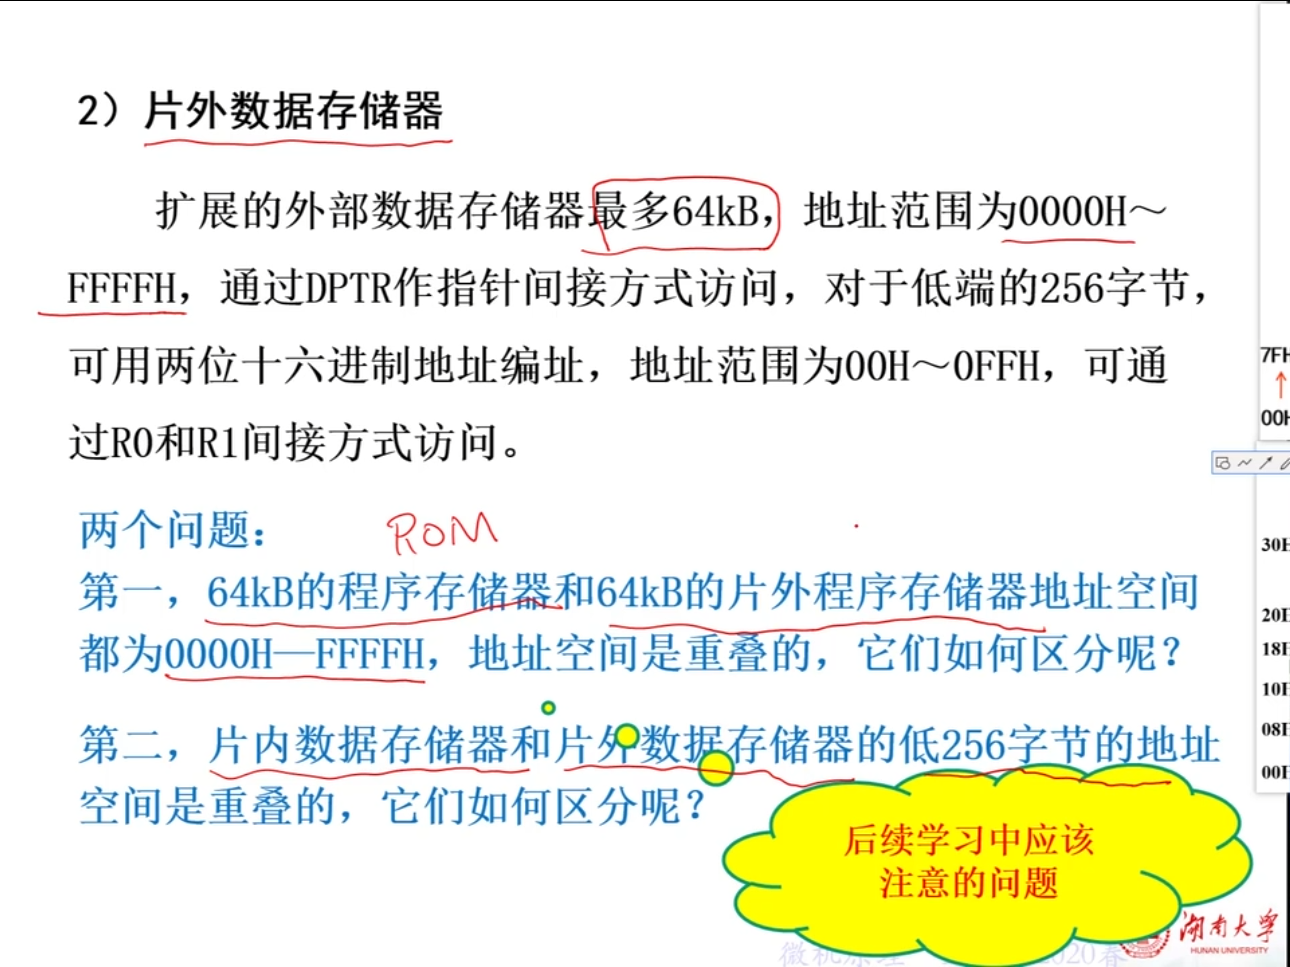 2）片外数据存储器
扩展的外部数据存储器最多64kB，地址范围为0000H～
FFFFH，通过DPTR作指针间接方式访问，对于低端的256字节，
可用两位十六进制地址编址，地址范围为00H～0FFH，可通
过R0和R1间接方式访问。
7FH
00H
两个问题：
ROM
第一，64kB的程序存储器和64kB的片外程序存储器地址空间
都为0000H—FFFFH，地址空间是重叠的，它们如何区分呢？
第二，片内数据存储器和片外数据存储器的低256字节的地址
空间是重叠的，它们如何区分呢？
30H
20H
18H
10H
08H
00H
后续学习中应该
注意的问题
湖南大学
HUNAN UNIVERSITY
微机原理
2020春